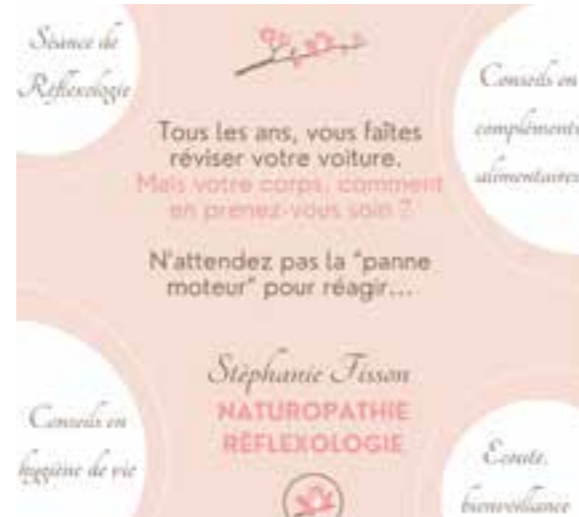 Séance de
Réflexologie
Conseils en
compléments
alimentaires
Tous les ans, vous faîtes
réviser votre voiture.
Mais votre corps, comment
en prenez-vous soin ?
N'attendez pas la "panne
moteur" pour réagir...
Stéphanie Tisson
NATUROPATHIE
RÉFLEXOLOGIE
Conseils en
hygiène de vie
Ecoute,
bienveillance